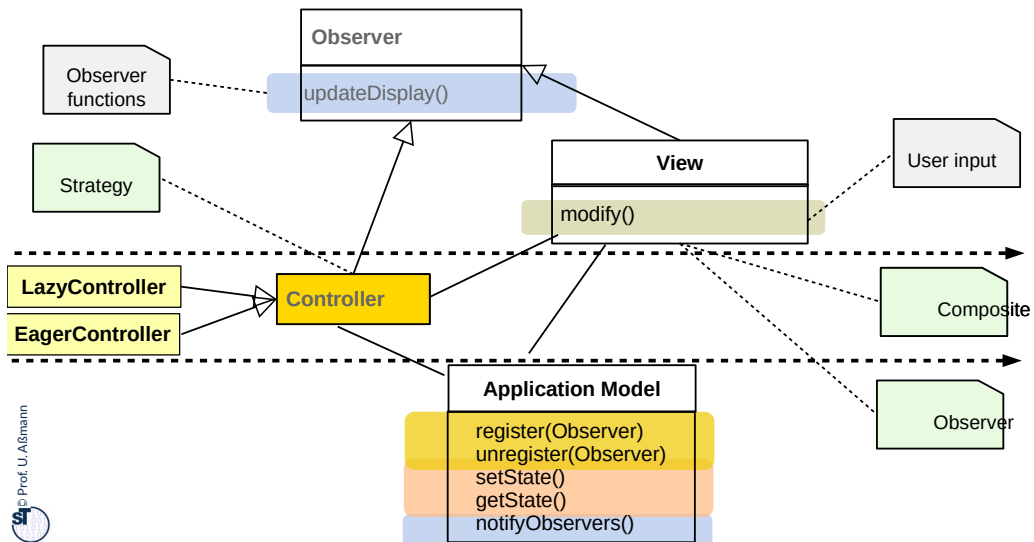 Observer
updateDisplay()
Observer
functions
Strategy
View
modify()
User input
LazyController
EagerController
Controller
Composite
Application Model
register(Observer)
unregister(Observer)
setState()
getState()
notifyObservers()
Observer
© Prof. U. Aßmann
ST